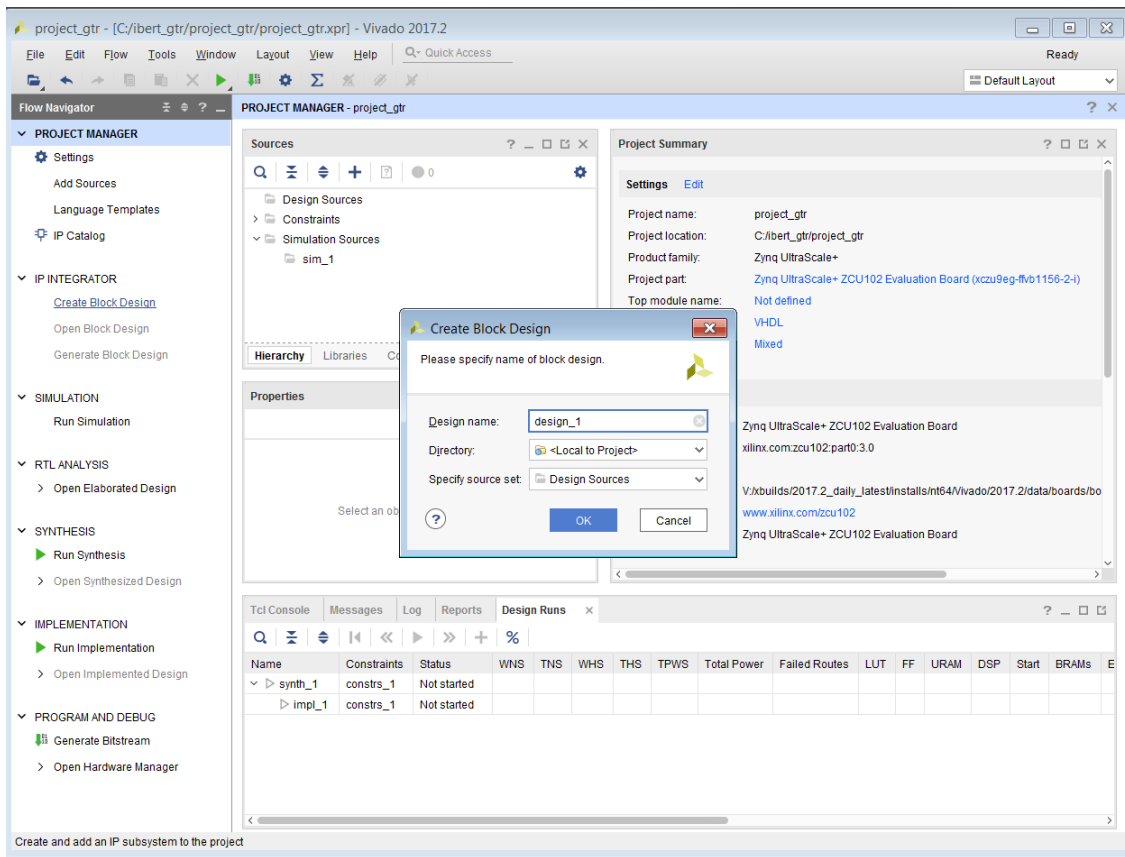 project_gtr - [C:/ibert_gtr/project_gtr/project_gtr.xpr] - Vivado 2017.2
File Edit Flow Tools Window Layout View Help Quick Access Ready
Default Layout
Flow Navigator
PROJECT MANAGER - project_gtr
PROJECT MANAGER
Settings
Add Sources
Language Templates
IP Catalog
IP INTEGRATOR
Create Block Design
Open Block Design
Generate Block Design
SIMULATION
Run Simulation
RTL ANALYSIS
Open Elaborated Design
SYNTHESIS
Run Synthesis
Open Synthesized Design
IMPLEMENTATION
Run Implementation
Open Implemented Design
PROGRAM AND DEBUG
Generate Bitstream
Open Hardware Manager
Sources
0
Design Sources
Constraints
Simulation Sources
sim_1
Hierarchy Libraries Co
Properties
Select an ob
Project Summary
Settings Edit
Project name: project_gtr
Project location: C:/ibert_gtr/project_gtr
Product family: Zynq UltraScale+
Project part: Zynq UltraScale+ ZCU102 Evaluation Board (xczu9eg-ffvb1156-2-i)
Top module name: Not defined
VHDL
Mixed
Zynq UltraScale+ ZCU102 Evaluation Board
xilinx.com:zcu102:part0:3.0
V:/xbuilds/2017.2_daily_latest/installs/nt64/Vivado/2017.2/data/boards/bo
www.xilinx.com/zcu102
Zynq UltraScale+ ZCU102 Evaluation Board
Create Block Design
Please specify name of block design.
Design name: design_1
Directory: <Local to Project>
Specify source set: Design Sources
? OK Cancel
Tcl Console Messages Log Reports Design Runs
Name Constraints Status WNS TNS WHS THS TPWS Total Power Failed Routes LUT FF URAM DSP Start BRAMs E
synth_1 constrs_1 Not started
impl_1 constrs_1 Not started
Create and add an IP subsystem to the project